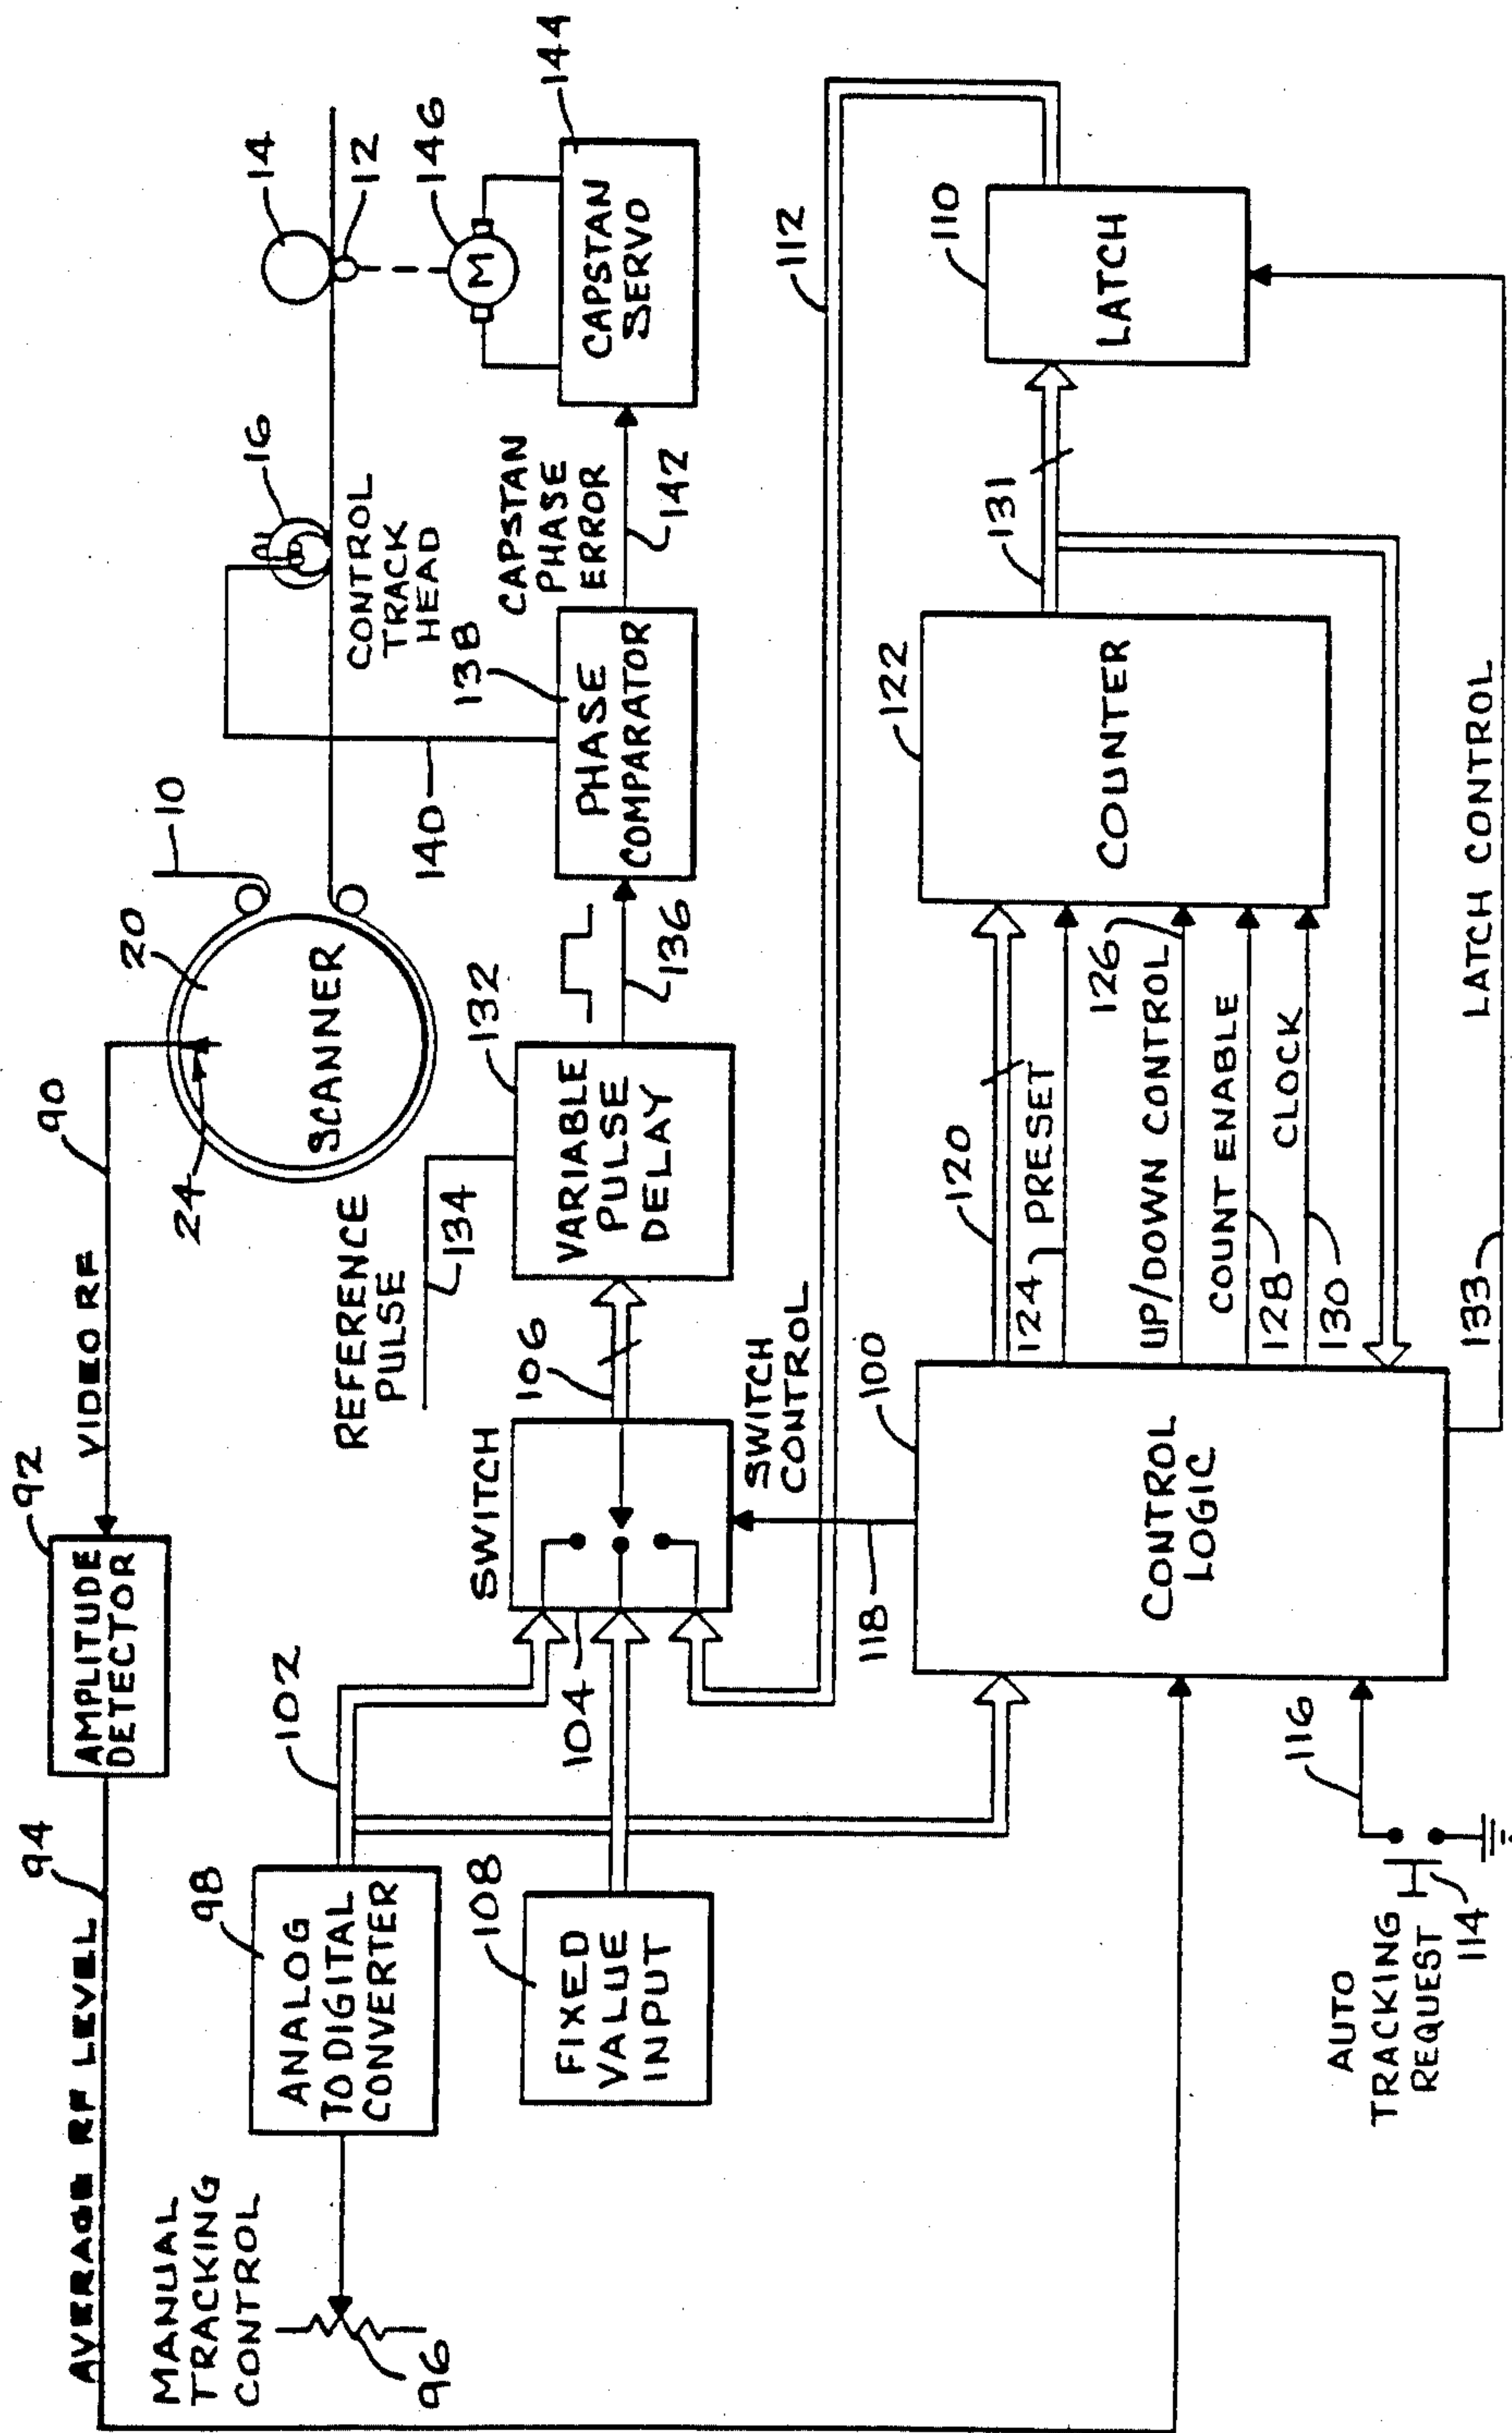 AVERAGE RF LEVEL
94
92
AMPLITUDE
DETECTOR
VIDEO RF
90
24
20
SCANNER
10
16
CONTROL
TRACK
HEAD
14
12
146
M
144
CAPSTAN
SERVO
MANUAL
TRACKING
CONTROL
96
98
ANALOG
TO DIGITAL
CONVERTER
102
108
FIXED
VALUE
INPUT
104
SWITCH
106
REFERENCE
PULSE
134
132
VARIABLE
PULSE
DELAY
136
140
138
PHASE
COMPARATOR
CAPSTAN
PHASE
ERROR
142
SWITCH
CONTROL
118
112
100
CONTROL
LOGIC
116
AUTO
TRACKING
REQUEST
114
120
124
PRESET
UP/DOWN CONTROL
126
COUNT ENABLE
128
CLOCK
130
122
COUNTER
131
110
LATCH
133
LATCH CONTROL